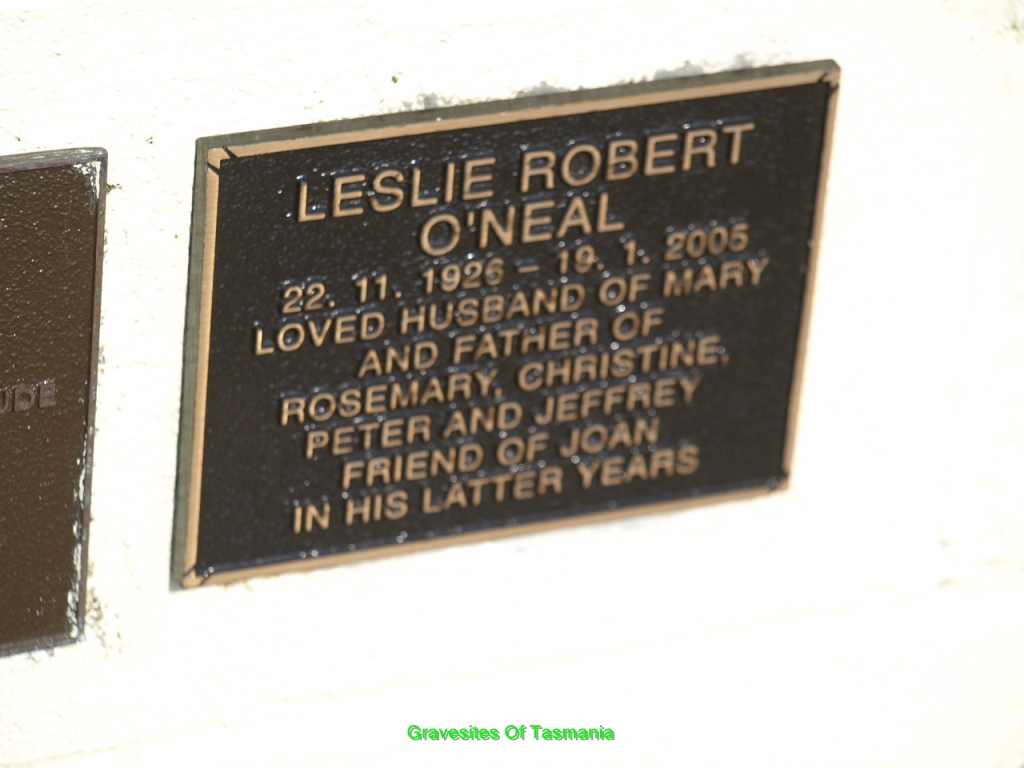 LESLIE ROBERT
O'NEAL
22. 11. 1926 – 19. 1. 2005
LOVED HUSBAND OF MARY
AND FATHER OF
ROSEMARY, CHRISTINE,
PETER AND JEFFREY
FRIEND OF JOAN
IN HIS LATTER YEARS
Gravesites Of Tasmania